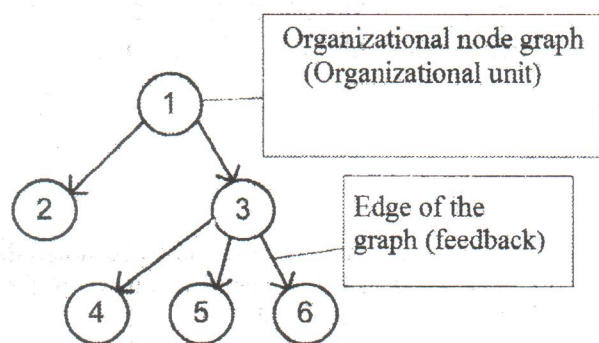 Organizational node graph
(Organizational unit)
1
2
3
Edge of the
graph (feedback)
4
5
6